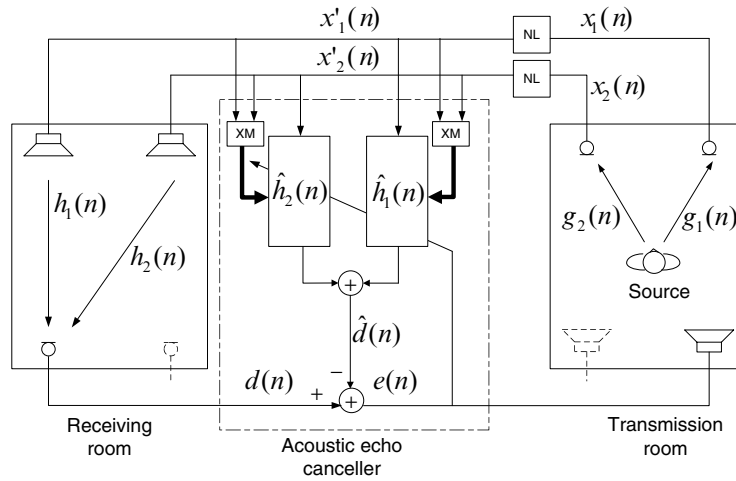 x'₁(n)
NL
x₁(n)
x'₂(n)
NL
x₂(n)
XM
XM
ĥ₂(n)
ĥ₁(n)
h₁(n)
h₂(n)
g₂(n)
g₁(n)
Source
+
d̂(n)
−
d(n)
+
+
e(n)
Receiving
room
Acoustic echo
canceller
Transmission
room